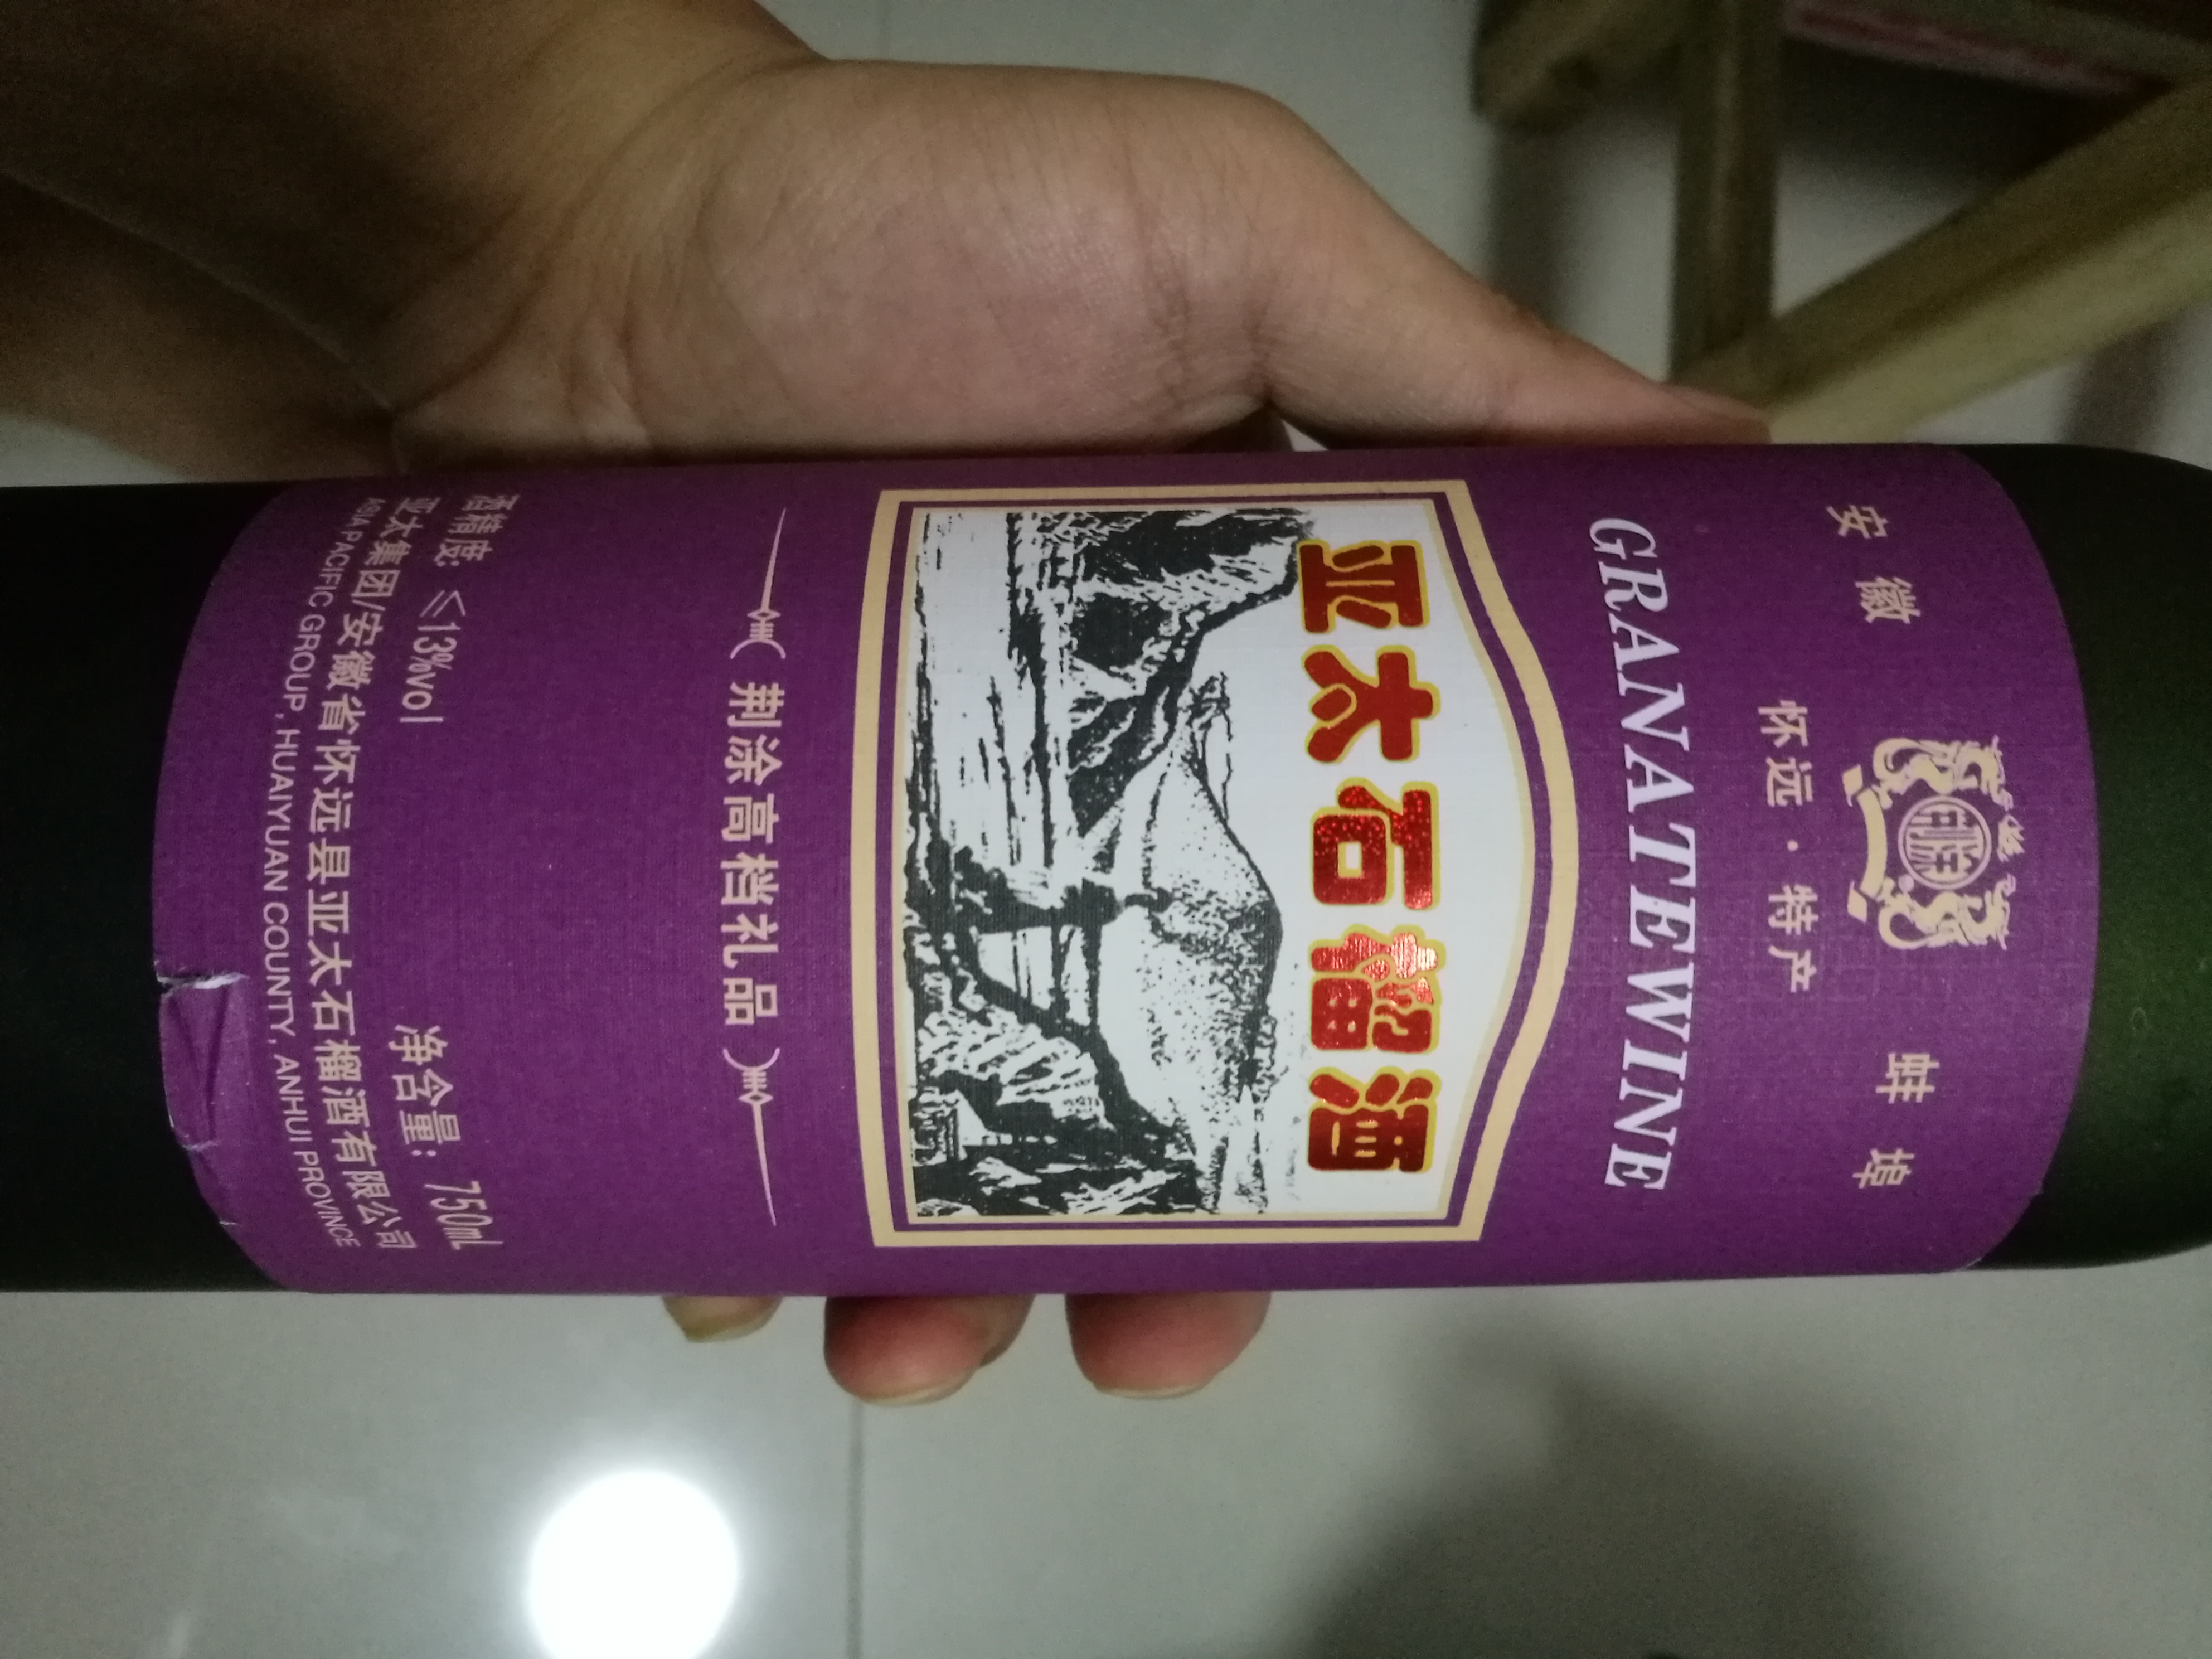 安徽 蚌埠
荆涂
怀远·特产
GRANATEWINE
亚太石榴酒
荆涂高档礼品
酒精度: ≤13%vol 净含量: 750mL
亚太集团/安徽省怀远县亚太石榴酒有限公司
ASIA PACIFIC GROUP, HUAIYUAN COUNTY, ANHUI PROVINCE